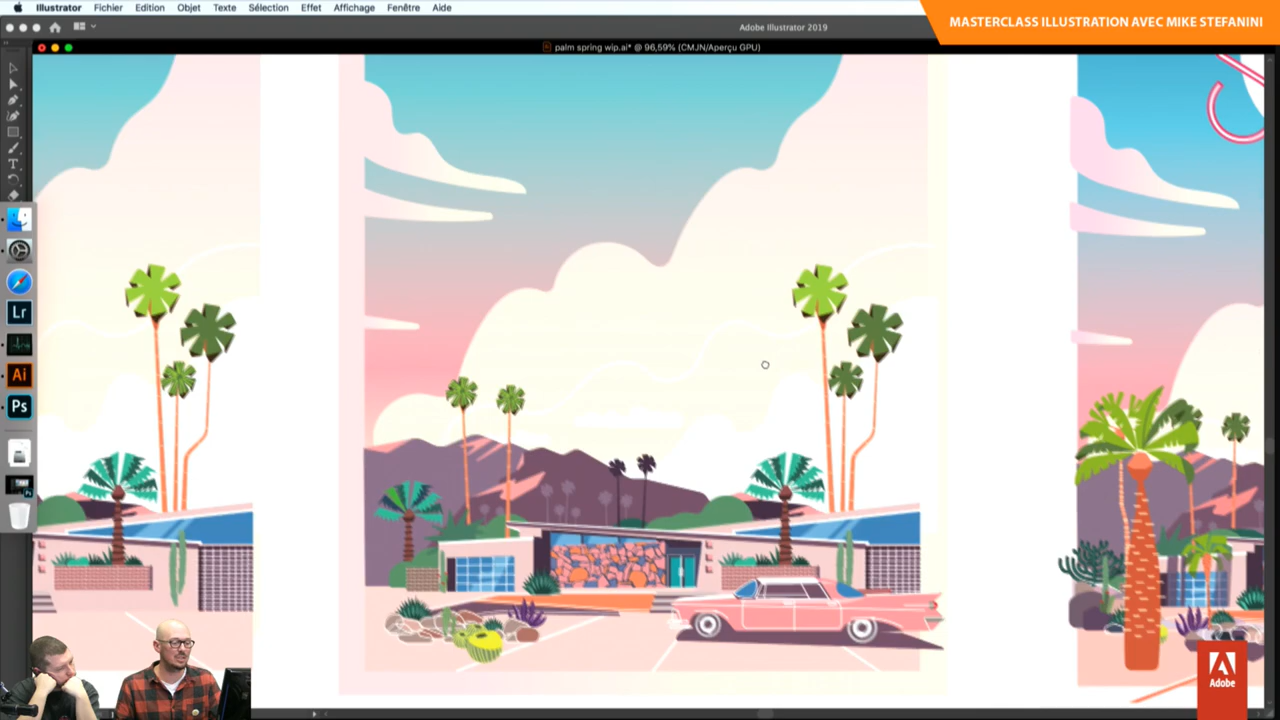 Illustrator Fichier Edition Objet Texte Sélection Effet Affichage Fenêtre Aide
MASTERCLASS ILLUSTRATION AVEC MIKE STEFANINI
Adobe Illustrator 2019
palm spring wip.ai* @ 96,59% (CMJN/Aperçu GPU)
Lr
Ai
Ps
Adobe